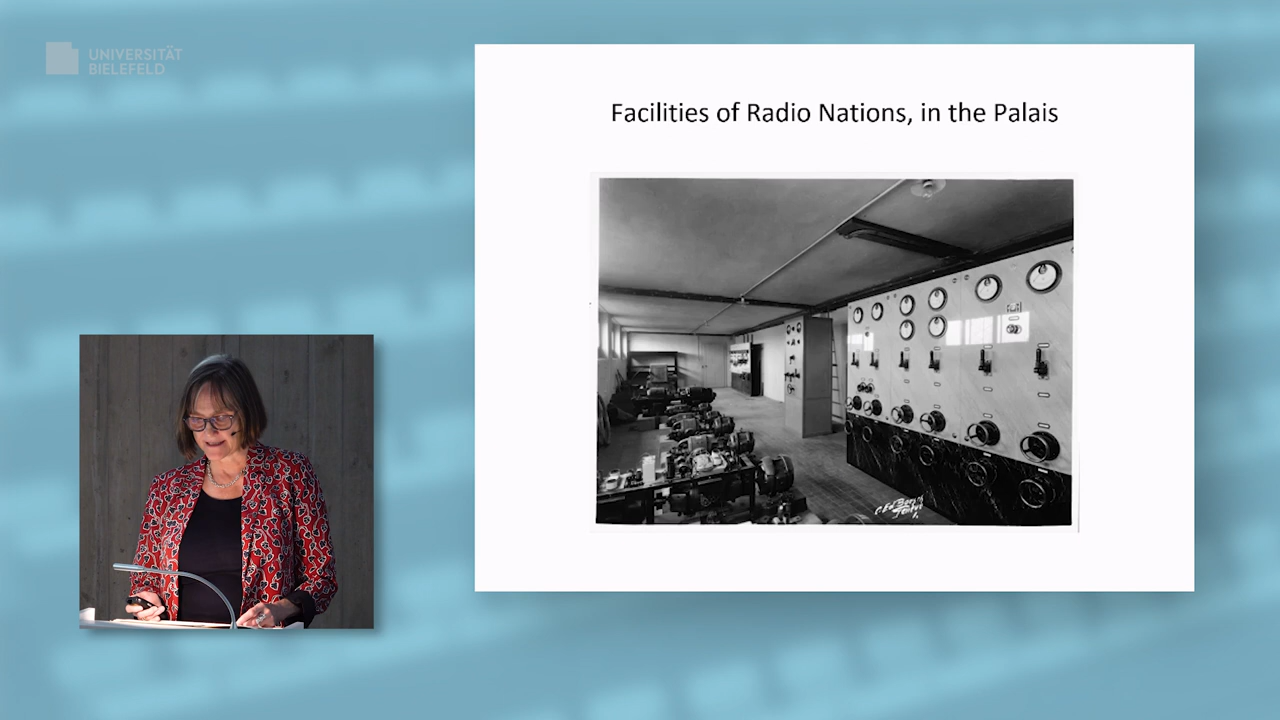 UNIVERSITÄT
BIELEFELD
Facilities of Radio Nations, in the Palais